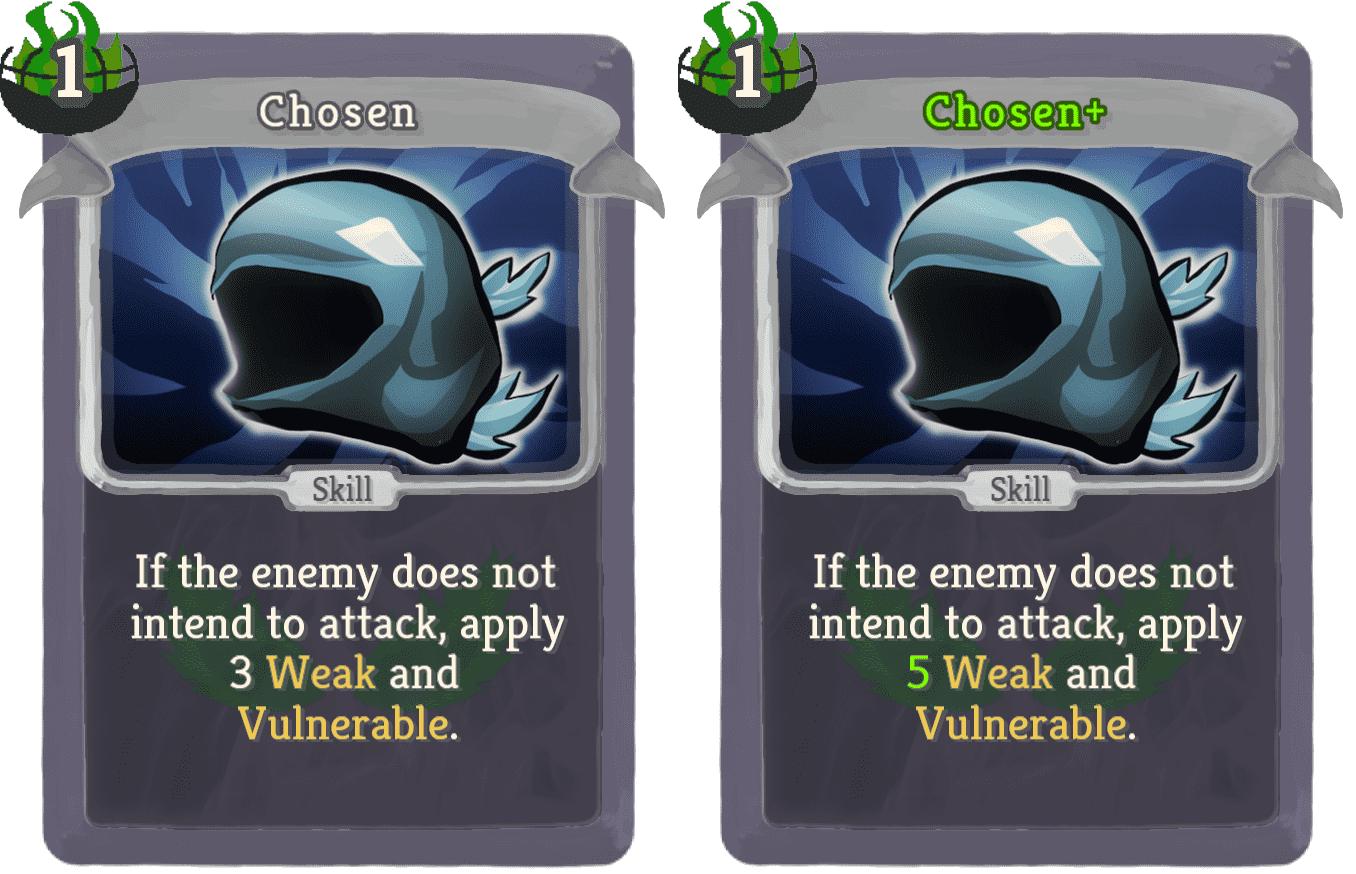 1
Chosen
Skill
If the enemy does not
intend to attack, apply
3 Weak and
Vulnerable.
1
Chosen+
Skill
If the enemy does not
intend to attack, apply
5 Weak and
Vulnerable.